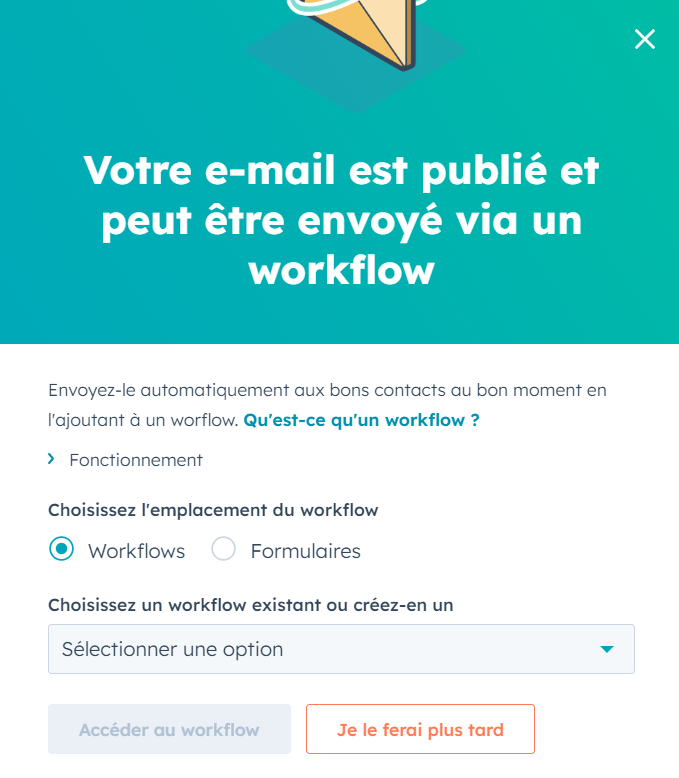 Votre e-mail est publié et
peut être envoyé via un
workflow
Envoyez-le automatiquement aux bons contacts au bon moment en
l'ajoutant à un worflow. Qu'est-ce qu'un workflow ?
Fonctionnement
Choisissez l'emplacement du workflow
Workflows Formulaires
Choisissez un workflow existant ou créez-en un
Sélectionner une option
Accéder au workflow Je le ferai plus tard